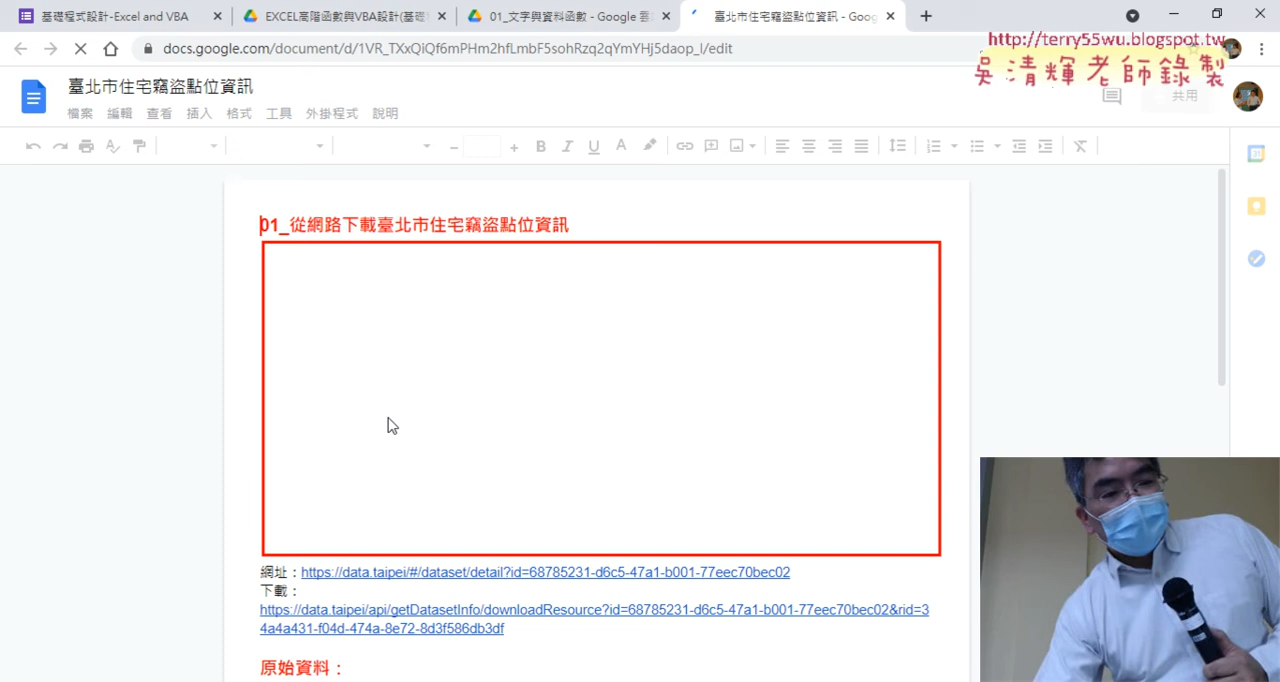 基礎程式設計-Excel and VBA
EXCEL高階函數與VBA設計(基礎
01_文字與資料函數 - Google 雲
臺北市住宅竊盜點位資訊 - Goog
docs.google.com/document/d/1VR_TXxQiQf6mPHm2hfLmbF5sohRzq2qYmYHj5daop_I/edit
http://terry55wu.blogspot.tw
吳清輝老師錄製
臺北市住宅竊盜點位資訊
檔案 編輯 查看 插入 格式 工具 外掛程式 說明
共用
01_從網路下載臺北市住宅竊盜點位資訊
網址：https://data.taipei/#/dataset/detail?id=68785231-d6c5-47a1-b001-77eec70bec02
下載：
https://data.taipei/api/getDatasetInfo/downloadResource?id=68785231-d6c5-47a1-b001-77eec70bec02&rid=3
4a4a431-f04d-474a-8e72-8d3f586db3df
原始資料：